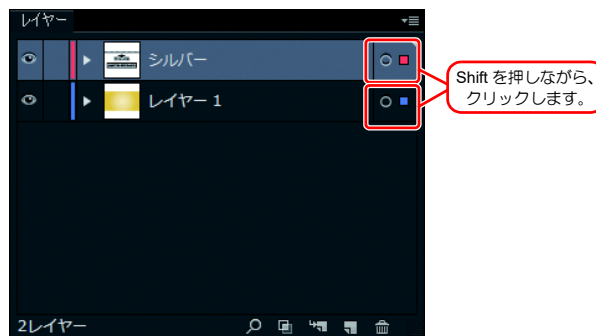 レイヤー
シルバー
レイヤー 1
Shift を押しながら、
クリックします。
2レイヤー